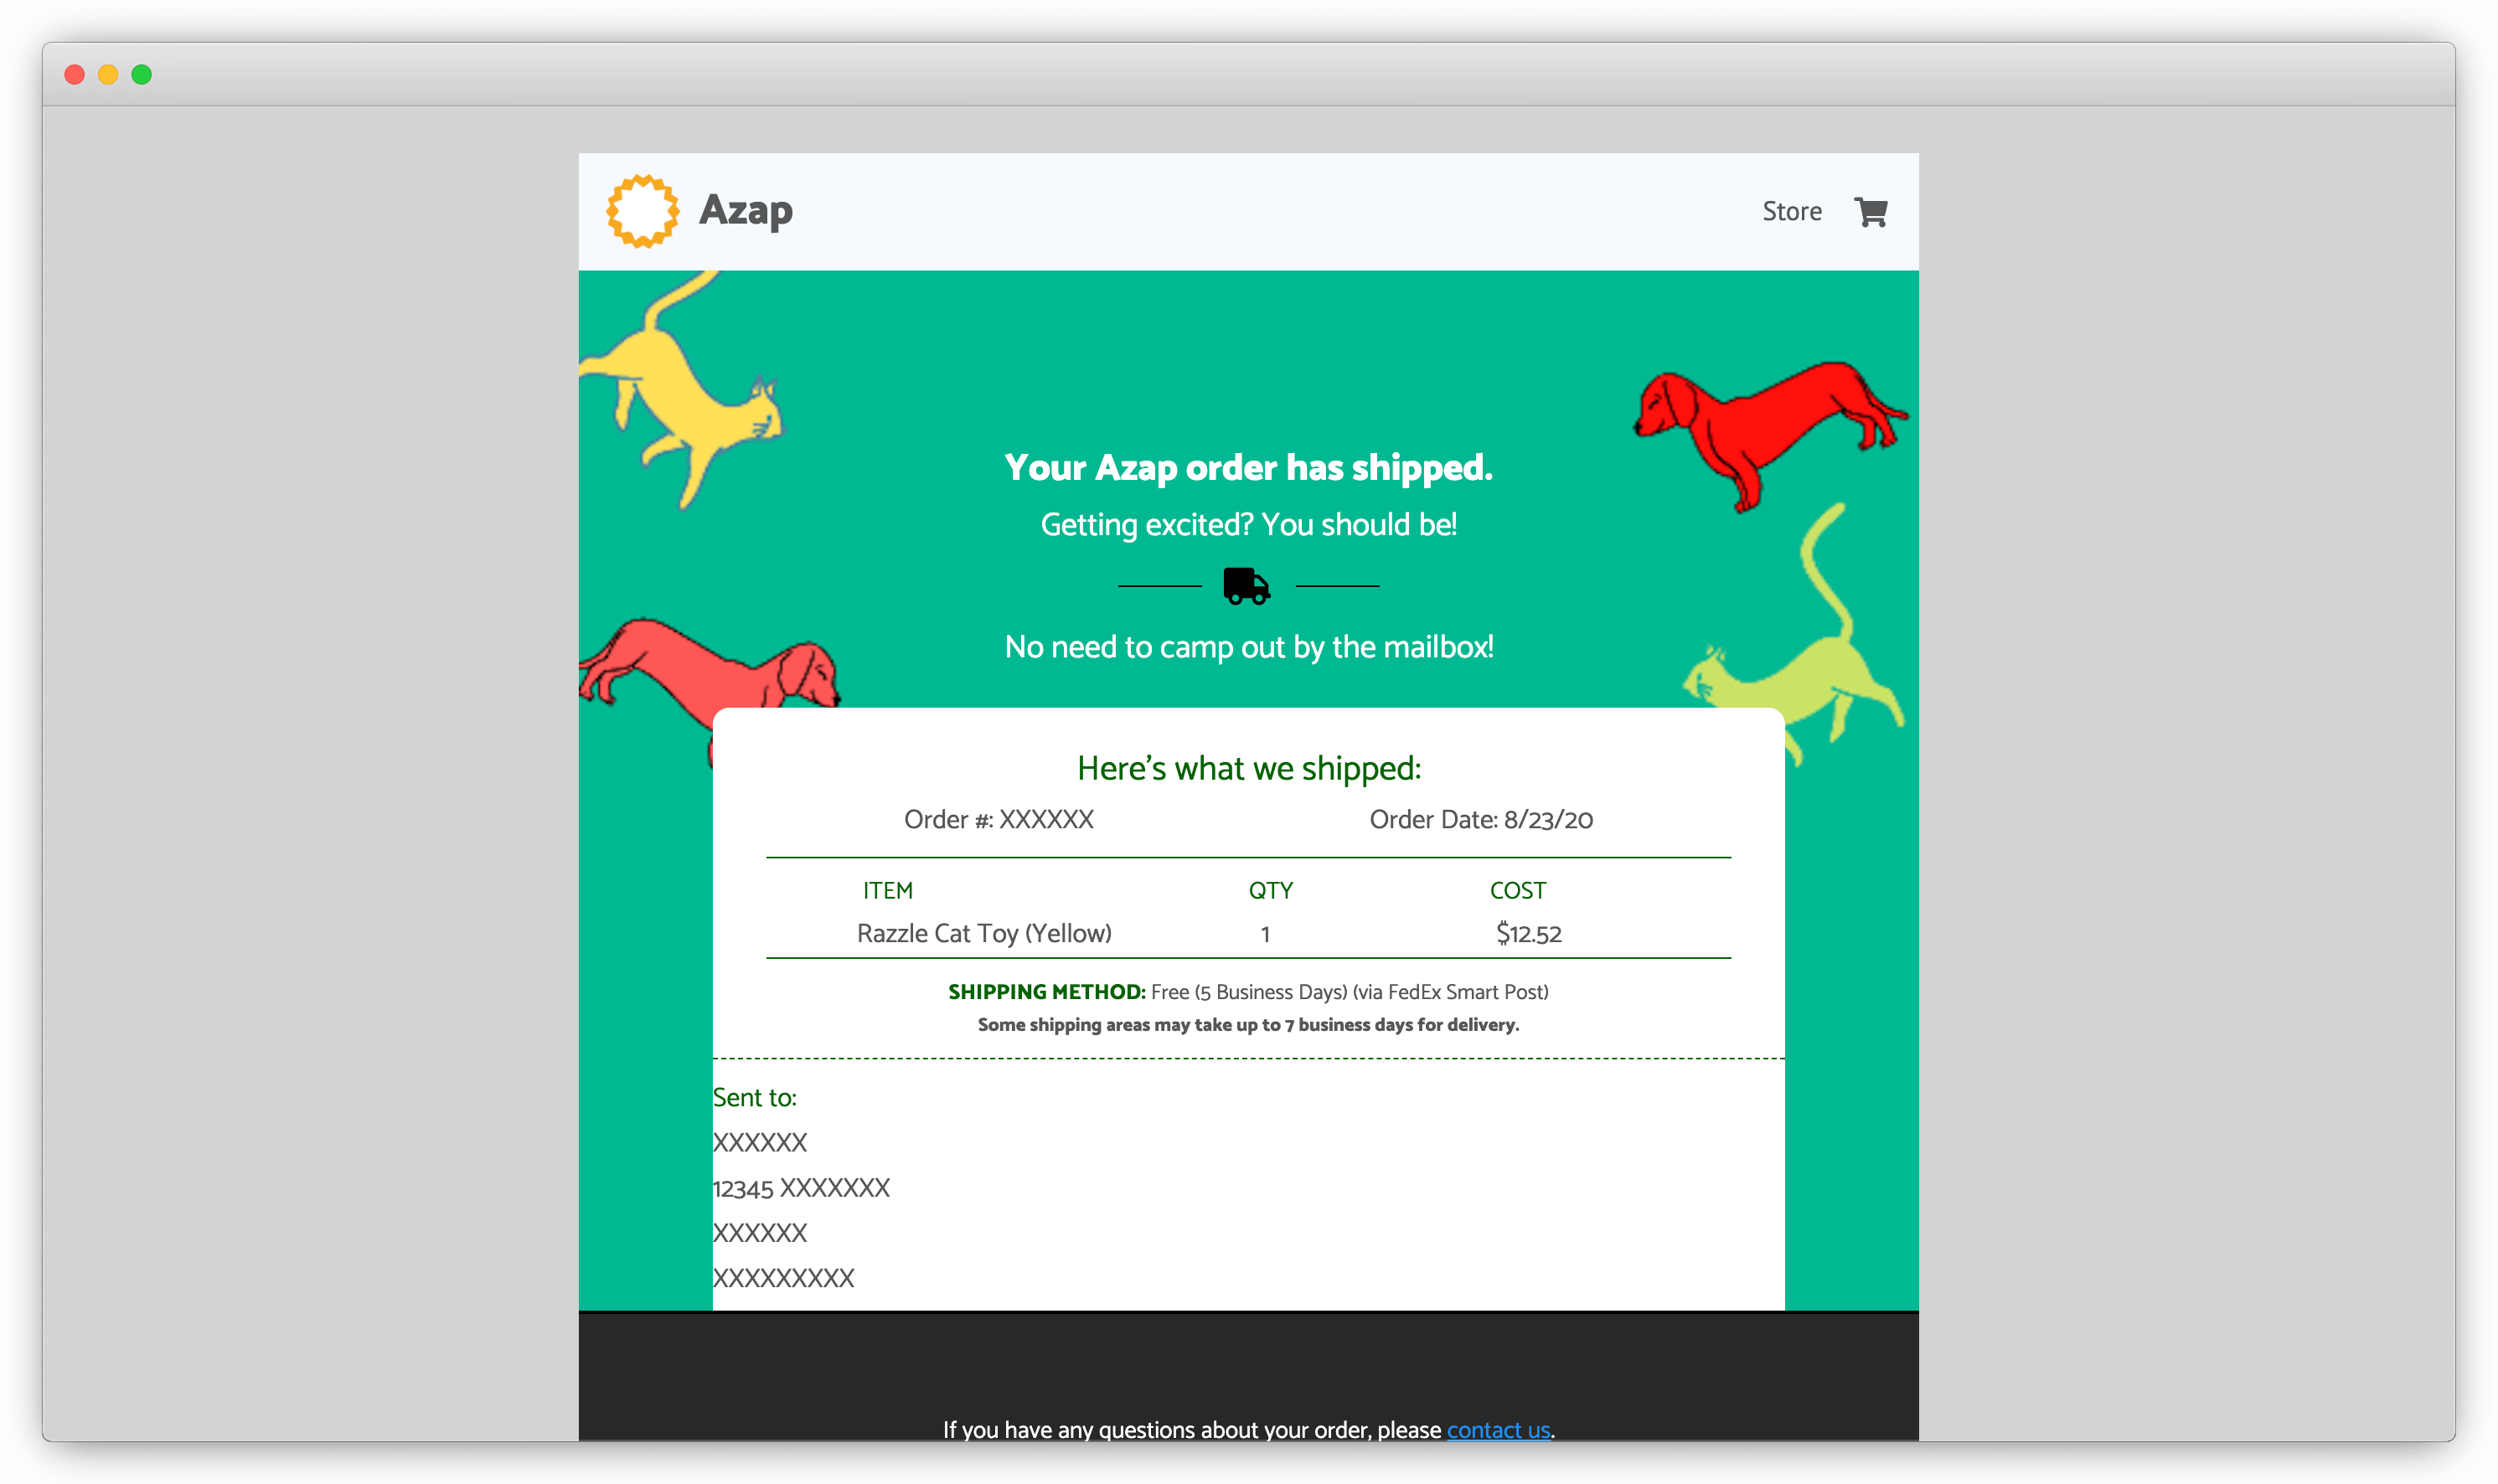 Azap
Store
Your Azap order has shipped.
Getting excited? You should be!
No need to camp out by the mailbox!
Here's what we shipped:
Order #: XXXXXX Order Date: 8/23/20
ITEM QTY COST
Razzle Cat Toy (Yellow) 1 $12.52
SHIPPING METHOD: Free (5 Business Days) (via FedEx Smart Post)
Some shipping areas may take up to 7 business days for delivery.
Sent to:
XXXXXX
12345 XXXXXXX
XXXXXX
XXXXXXXXX
If you have any questions about your order, please contact us.